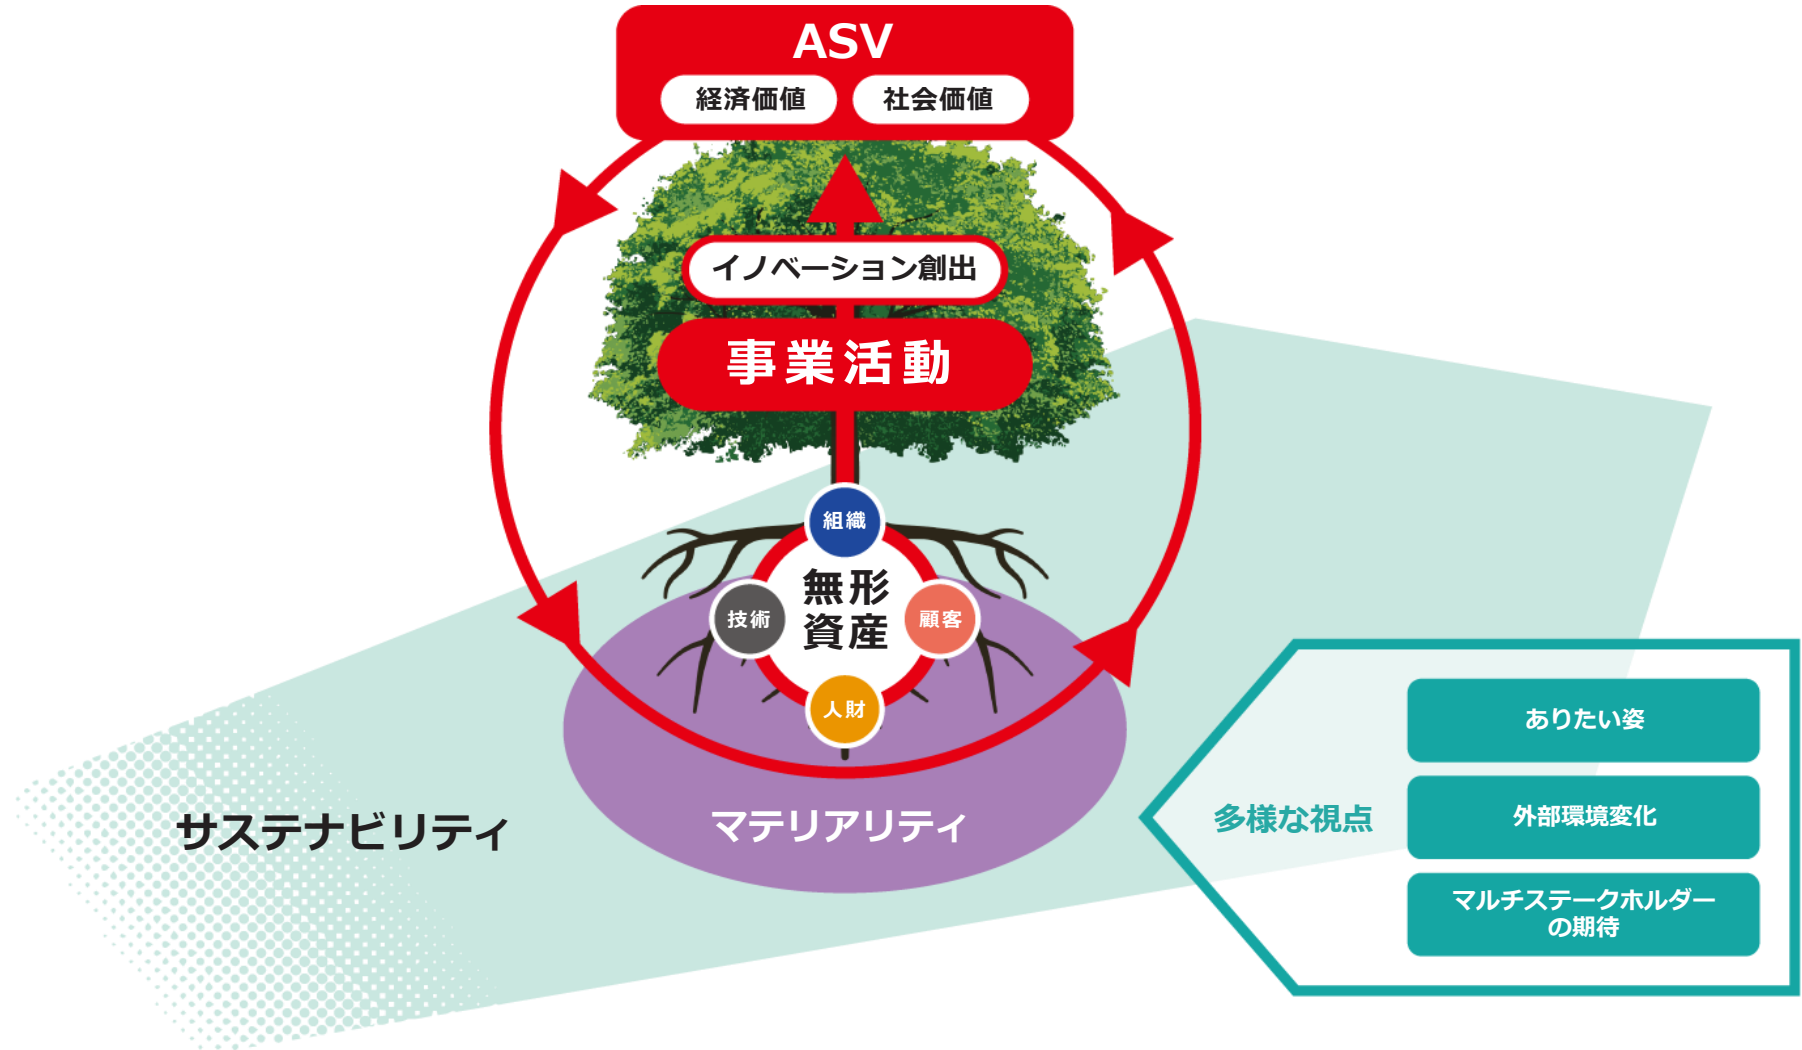 ASV
経済価値
社会価値
イノベーション創出
事業活動
組織
無形
資産
技術
顧客
人財
マテリアリティ
サステナビリティ
多様な視点
ありたい姿
外部環境変化
マルチステークホルダー
の期待